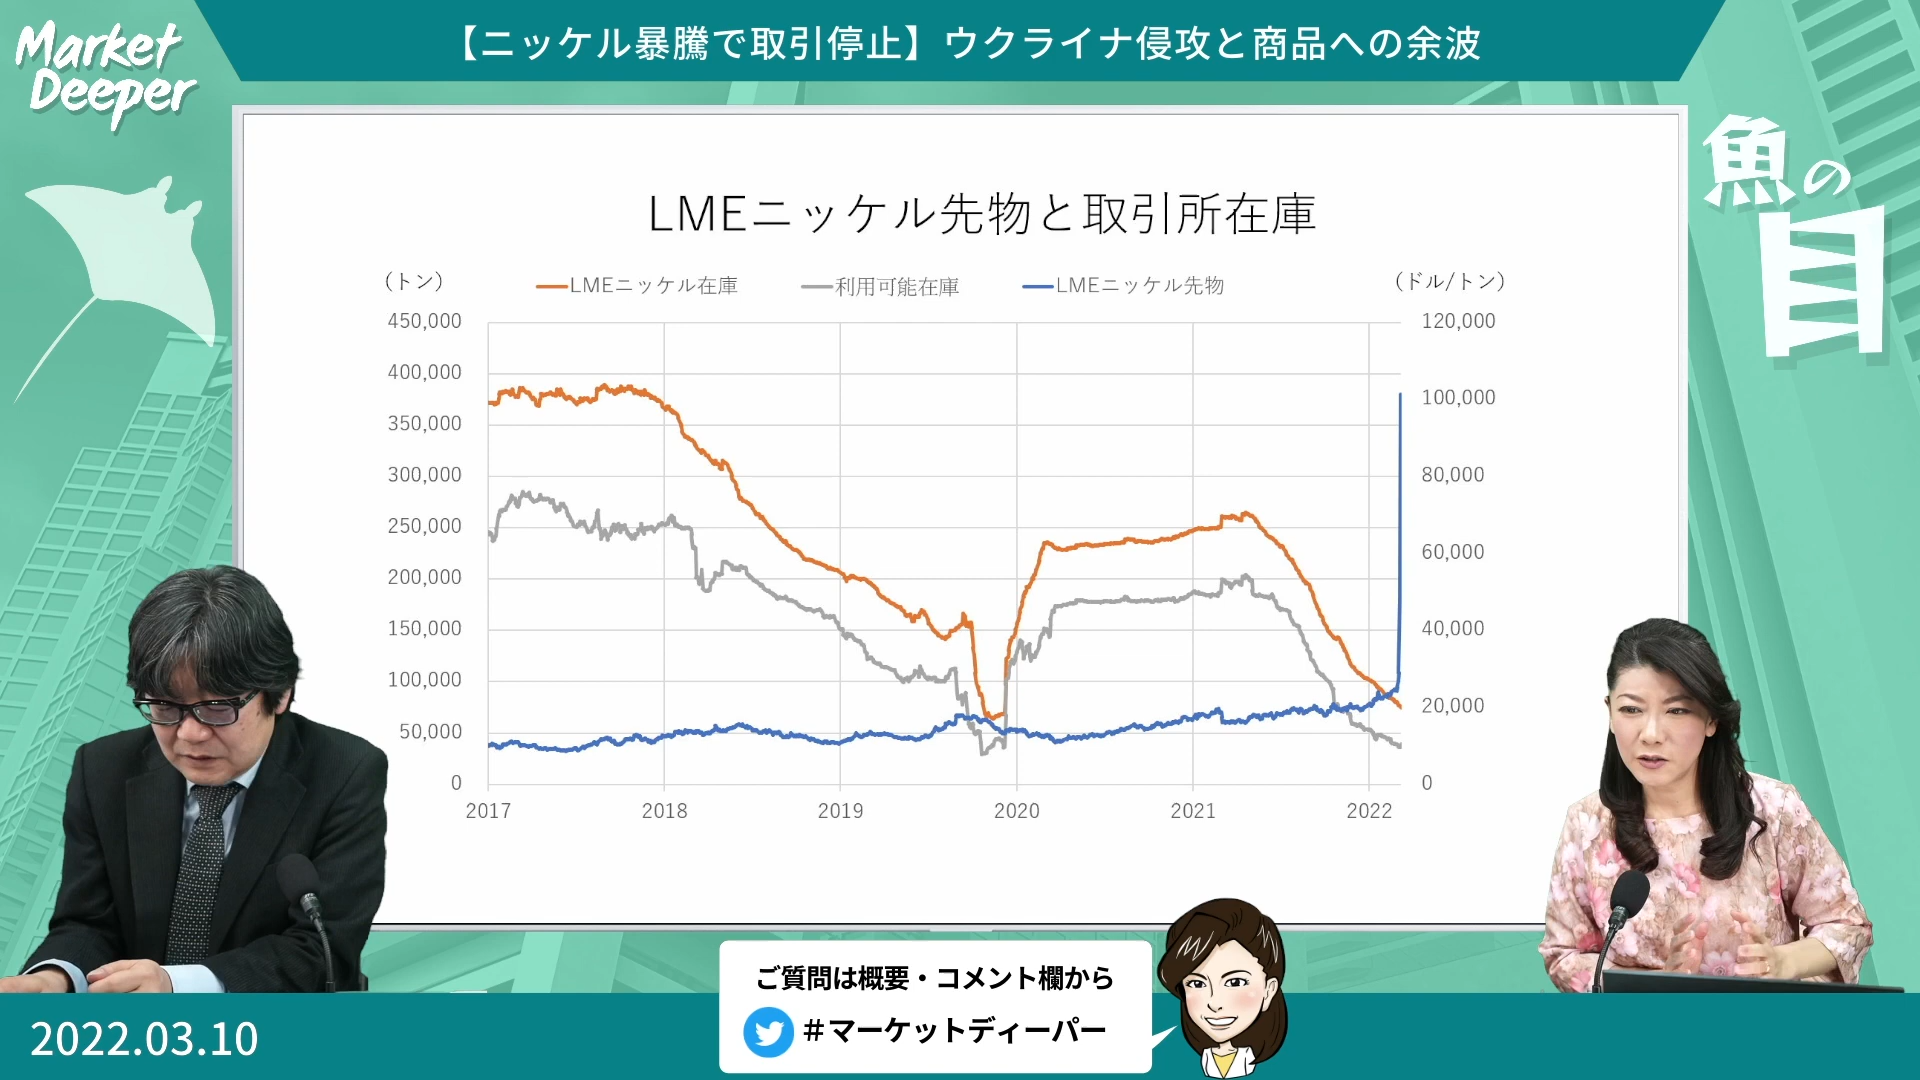 Market
Deeper
【ニッケル暴騰で取引停止】ウクライナ侵攻と商品への余波
魚の
目
LMEニッケル先物と取引所在庫
(トン)
LMEニッケル在庫
利用可能在庫
LMEニッケル先物
(ドル/トン)
450,000
400,000
350,000
300,000
250,000
200,000
150,000
100,000
50,000
0
120,000
100,000
80,000
60,000
40,000
20,000
0
2017
2018
2019
2020
2021
2022
ご質問は概要・コメント欄から
#マーケットディーパー
2022.03.10